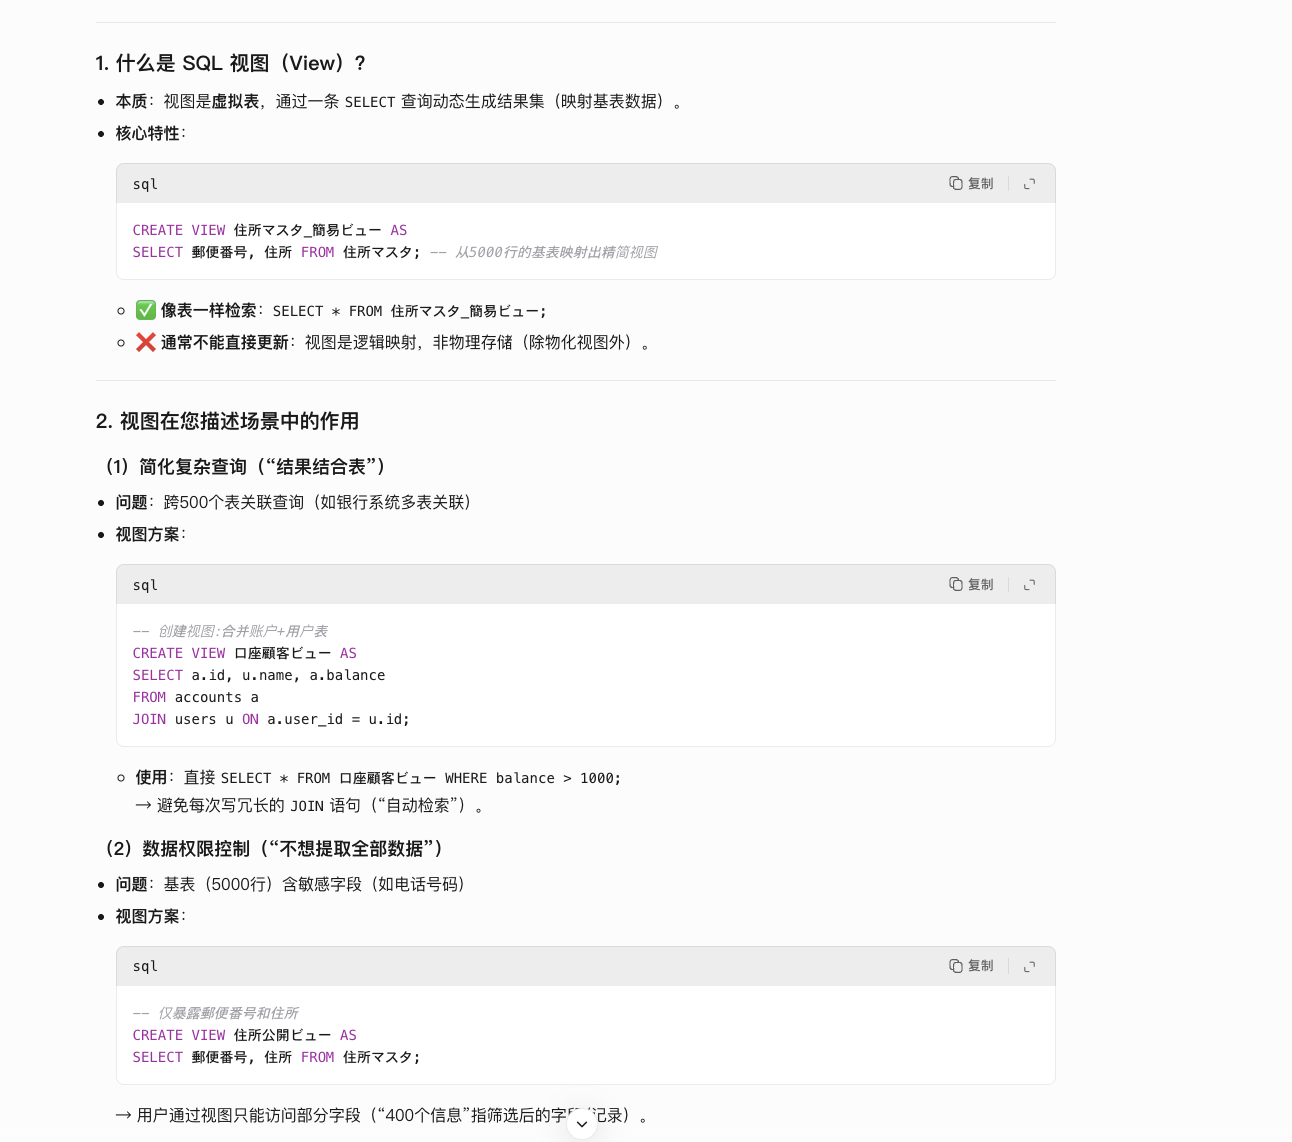 1. 什么是 SQL 视图（View）?
本质：视图是虚拟表，通过一条 SELECT 查询动态生成结果集（映射基表数据）。
核心特性：
sql 复制
CREATE VIEW 住所マスタ_簡易ビュー AS
SELECT 郵便番号, 住所 FROM 住所マスタ; -- 从5000行的基表映射出精简视图
✅ 像表一样检索：SELECT * FROM 住所マスタ_簡易ビュー;
❌ 通常不能直接更新：视图是逻辑映射，非物理存储（除物化视图外）。
2. 视图在您描述场景中的作用
（1）简化复杂查询（“结果结合表”）
问题：跨500个表关联查询（如银行系统多表关联）
视图方案：
sql 复制
-- 创建视图:合并账户+用户表
CREATE VIEW 口座顧客ビュー AS
SELECT a.id, u.name, a.balance
FROM accounts a
JOIN users u ON a.user_id = u.id;
使用：直接 SELECT * FROM 口座顧客ビュー WHERE balance > 1000;
→ 避免每次写冗长的 JOIN 语句（“自动检索”）。
（2）数据权限控制（“不想提取全部数据”）
问题：基表（5000行）含敏感字段（如电话号码）
视图方案：
sql 复制
-- 仅暴露郵便番号和住所
CREATE VIEW 住所公開ビュー AS
SELECT 郵便番号, 住所 FROM 住所マスタ;
→ 用户通过视图只能访问部分字段（“400个信息”指筛选后的字 记录）。